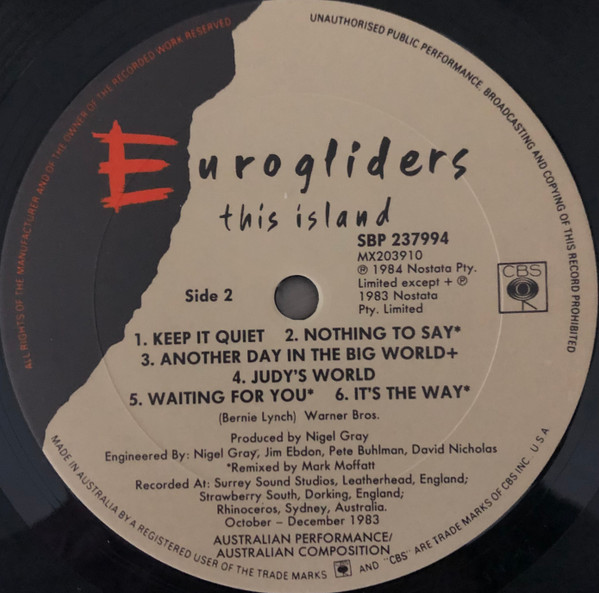 ALL RIGHTS OF THE MANUFACTURER AND OF THE OWNER OF THE RECORDED WORK RESERVED
UNAUTHORISED PUBLIC PERFORMANCE, BROADCASTING AND COPYING OF THIS RECORD PROHIBITED
Eurogliders
this island
SBP 237994
MX203910
℗ 1984 Nostata Pty.
Limited except + ℗
1983 Nostata
Pty. Limited
CBS
Side 2
1. KEEP IT QUIET 2. NOTHING TO SAY*
3. ANOTHER DAY IN THE BIG WORLD+
4. JUDY'S WORLD
5. WAITING FOR YOU* 6. IT'S THE WAY*
(Bernie Lynch) Warner Bros.
Produced by Nigel Gray
Engineered By: Nigel Gray, Jim Ebdon, Pete Buhlman, David Nicholas
*Remixed by Mark Moffatt
Recorded At: Surrey Sound Studios, Leatherhead, England;
Strawberry South, Dorking, England;
Rhinoceros, Sydney, Australia.
October – December 1983
AUSTRALIAN PERFORMANCE/
AUSTRALIAN COMPOSITION
MADE IN AUSTRALIA BY A REGISTERED USER OF THE TRADE MARKS AND "CBS" ARE TRADE MARKS OF CBS INC. U S A